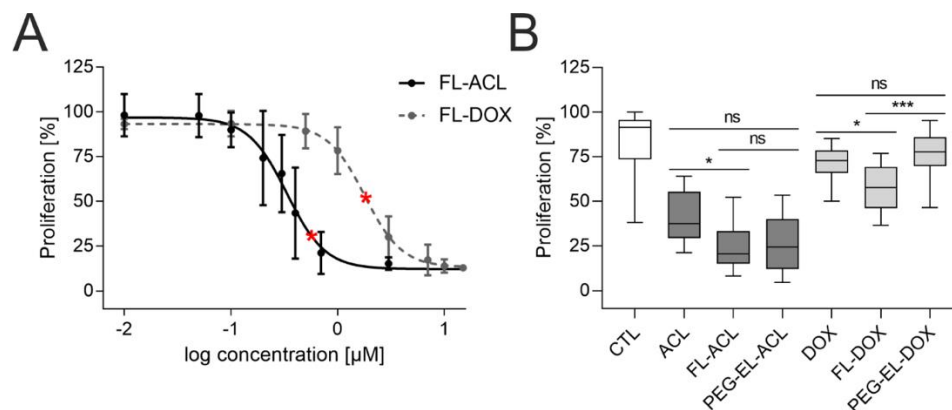 A
125
100
75
50
25
0
Proliferation [%]
-2
-1
0
1
log concentration [µM]
FL-ACL
FL-DOX
*
*
B
125
100
75
50
25
0
Proliferation [%]
ns
ns
*
ns
***
*
CTL
ACL
FL-ACL
PEG-EL-ACL
DOX
FL-DOX
PEG-EL-DOX